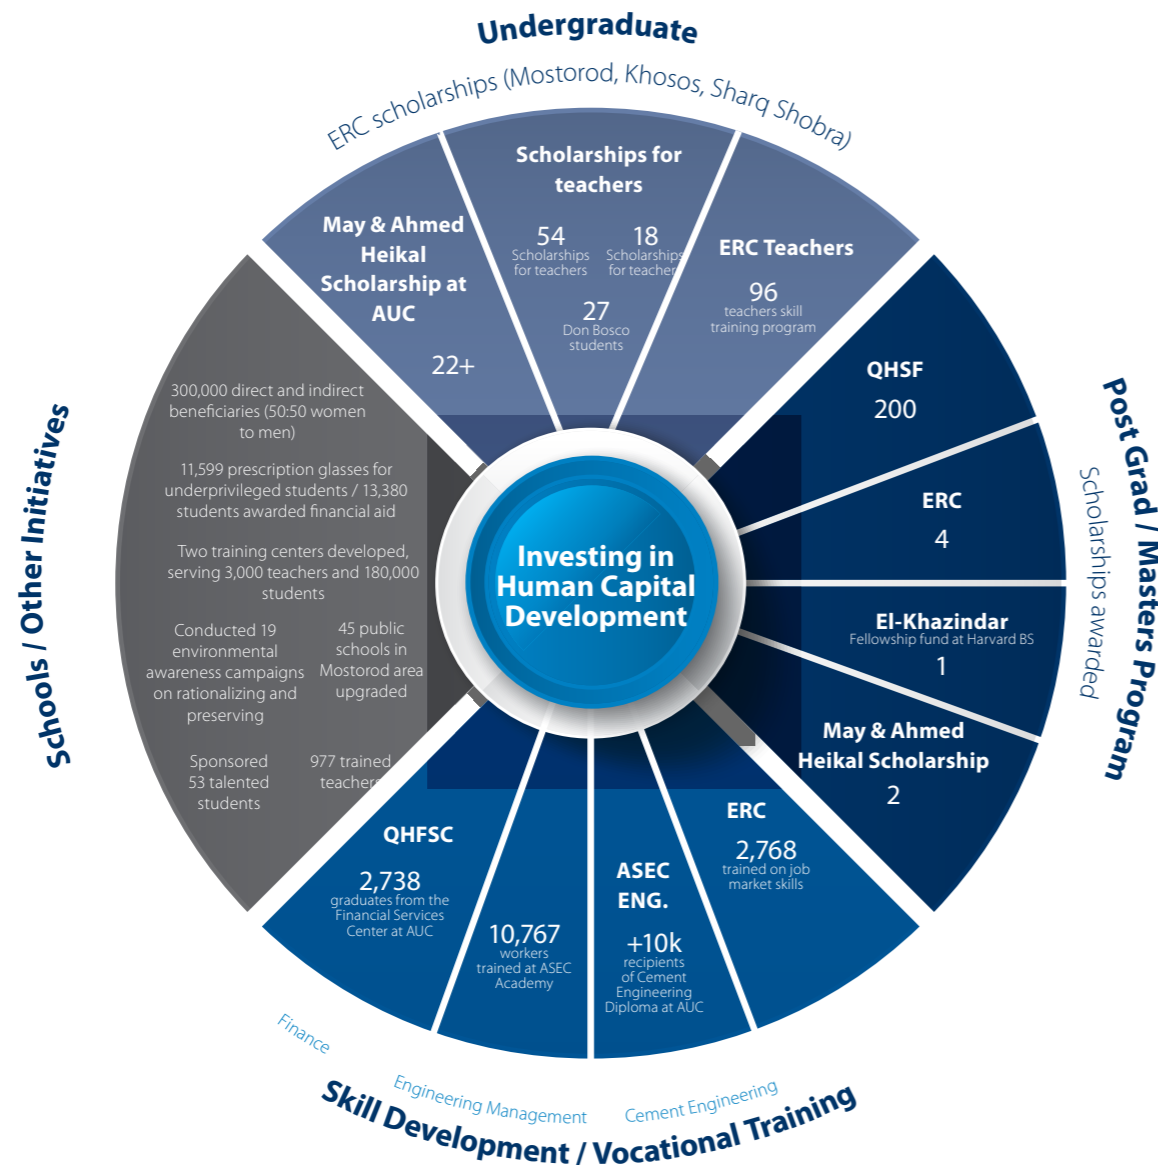 Undergraduate
ERC scholarships (Mostorod, Khosos, Sharq Shobra)
May & Ahmed
Heikal
Scholarship at
AUC
22+
Scholarships for
teachers
54
Scholarships
for teachers
18
Scholarships
for teacher
27
Don Bosco
students
ERC Teachers
96
teachers skill
training program
Post Grad / Masters Program
Scholarships awarded
QHSF
200
ERC
4
El-Khazindar
Fellowship fund at Harvard BS
1
May & Ahmed
Heikal Scholarship
2
Investing in
Human Capital
Development
Schools / Other Initiatives
300,000 direct and indirect
beneficiaries (50:50 women
to men)
11,599 prescription glasses for
underprivileged students / 13,380
students awarded financial aid
Two training centers developed,
serving 3,000 teachers and 180,000
students
Conducted 19
environmental
awareness campaigns
on rationalizing and
preserving
45 public
schools in
Mostorod area
upgraded
Sponsored
53 talented
students
977 trained
teachers
QHFSC
2,738
graduates from the
Financial Services
Center at AUC
10,767
workers
trained at ASEC
Academy
ASEC
ENG.
+10k
recipients
of Cement
Engineering
Diploma at AUC
ERC
2,768
trained on job
market skills
Finance
Engineering Management
Cement Engineering
Skill Development / Vocational Training